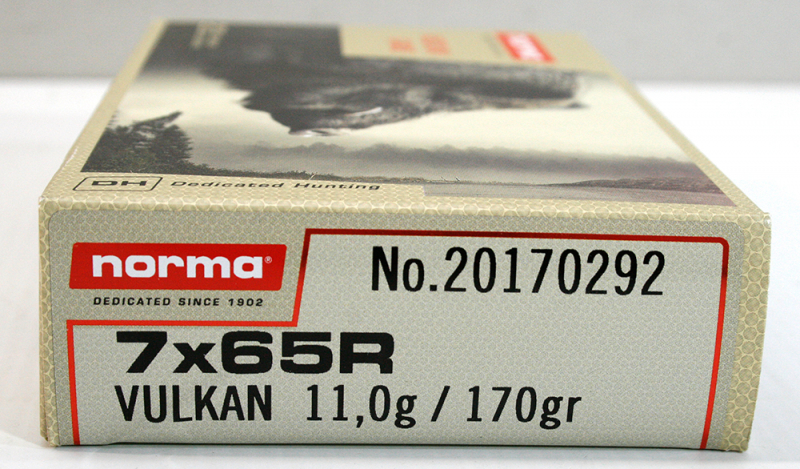 DH Dedicated Hunting
norma®
DEDICATED SINCE 1902
No.20170292
7x65R
VULKAN 11,0g / 170gr